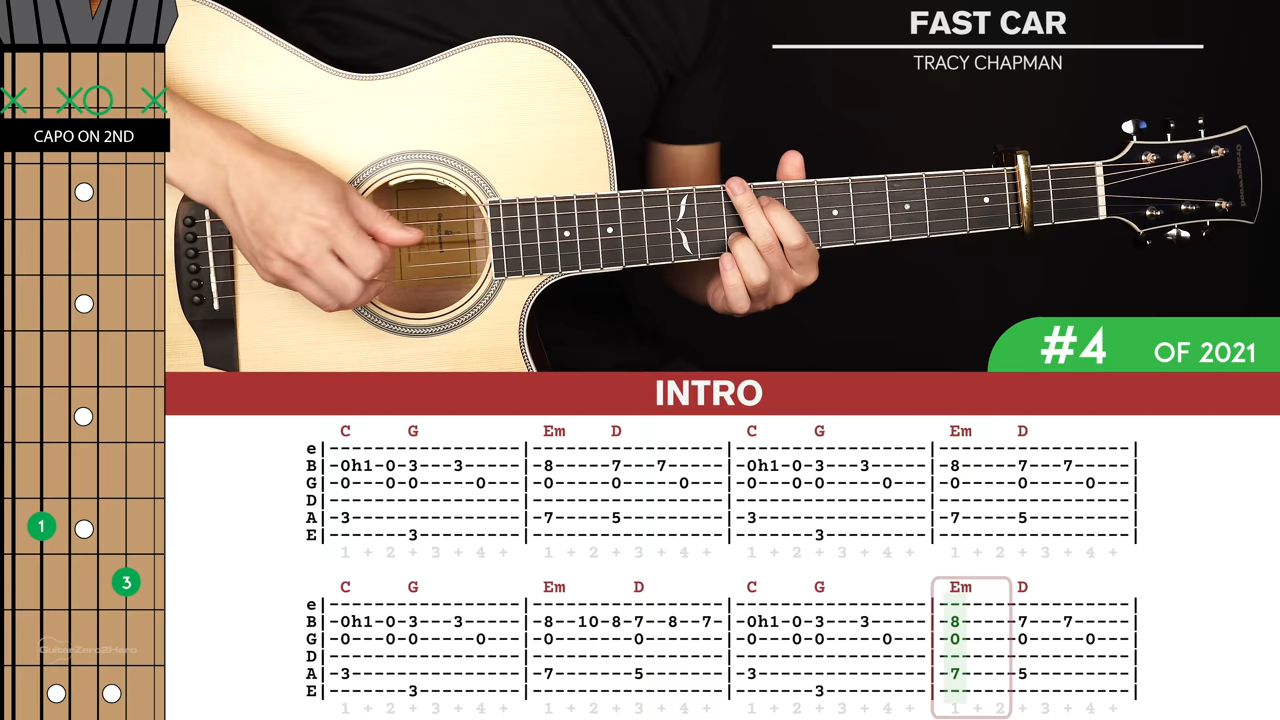 FAST CAR
TRACY CHAPMAN
CAPO ON 2ND
Orangewood
#4 OF 2021
INTRO
C G Em D C G Em D
e|-----------------|-----------------|-----------------|-----------------|
B|-0h1-0-3---3-----|-8-----7---7-----|-0h1-0-3---3-----|-8-----7---7-----|
G|-0---0-0-----0---|-0-----0-----0---|-0---0-0-----0---|-0-----0-----0---|
D|-----------------|-----------------|-----------------|-----------------|
A|-3---------------|-7-----5---------|-3---------------|-7-----5---------|
E|-------3---------|-----------------|-------3---------|-----------------|
1 + 2 + 3 + 4 + 1 + 2 + 3 + 4 + 1 + 2 + 3 + 4 + 1 + 2 + 3 + 4 +
1
3
GuitarZero2Hero
C G Em D C G Em D
e|-----------------|-----------------|-----------------|-----------------|
B|-0h1-0-3---3-----|-8--10-8-7--8--7-|-0h1-0-3---3-----|-8-----7---7-----|
G|-0---0-0-----0---|-0-------0-------|-0---0-0-----0---|-0-----0-----0---|
D|-----------------|-----------------|-----------------|-----------------|
A|-3---------------|-7-------5-------|-3---------------|-7-----5---------|
E|-------3---------|-----------------|-------3---------|-----------------|
1 + 2 + 3 + 4 + 1 + 2 + 3 + 4 + 1 + 2 + 3 + 4 + 1 + 2 + 3 + 4 +